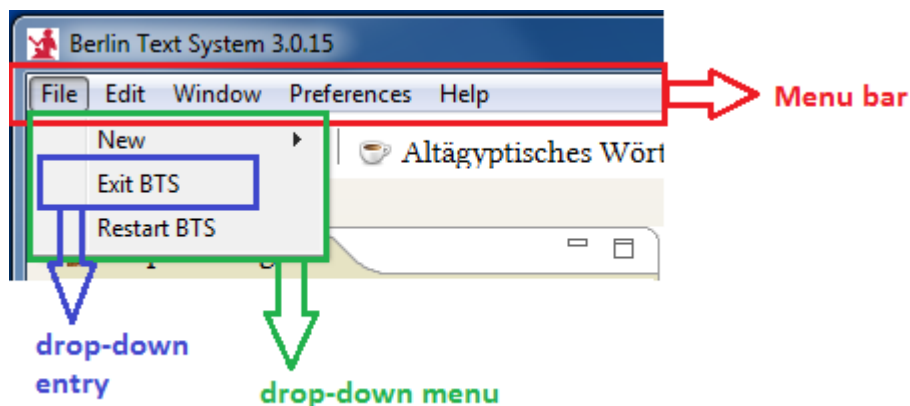 Berlin Text System 3.0.15
File Edit Window Preferences Help
Menu bar
New
Altägyptisches Wört
Exit BTS
Restart BTS
drop-down
entry
drop-down menu